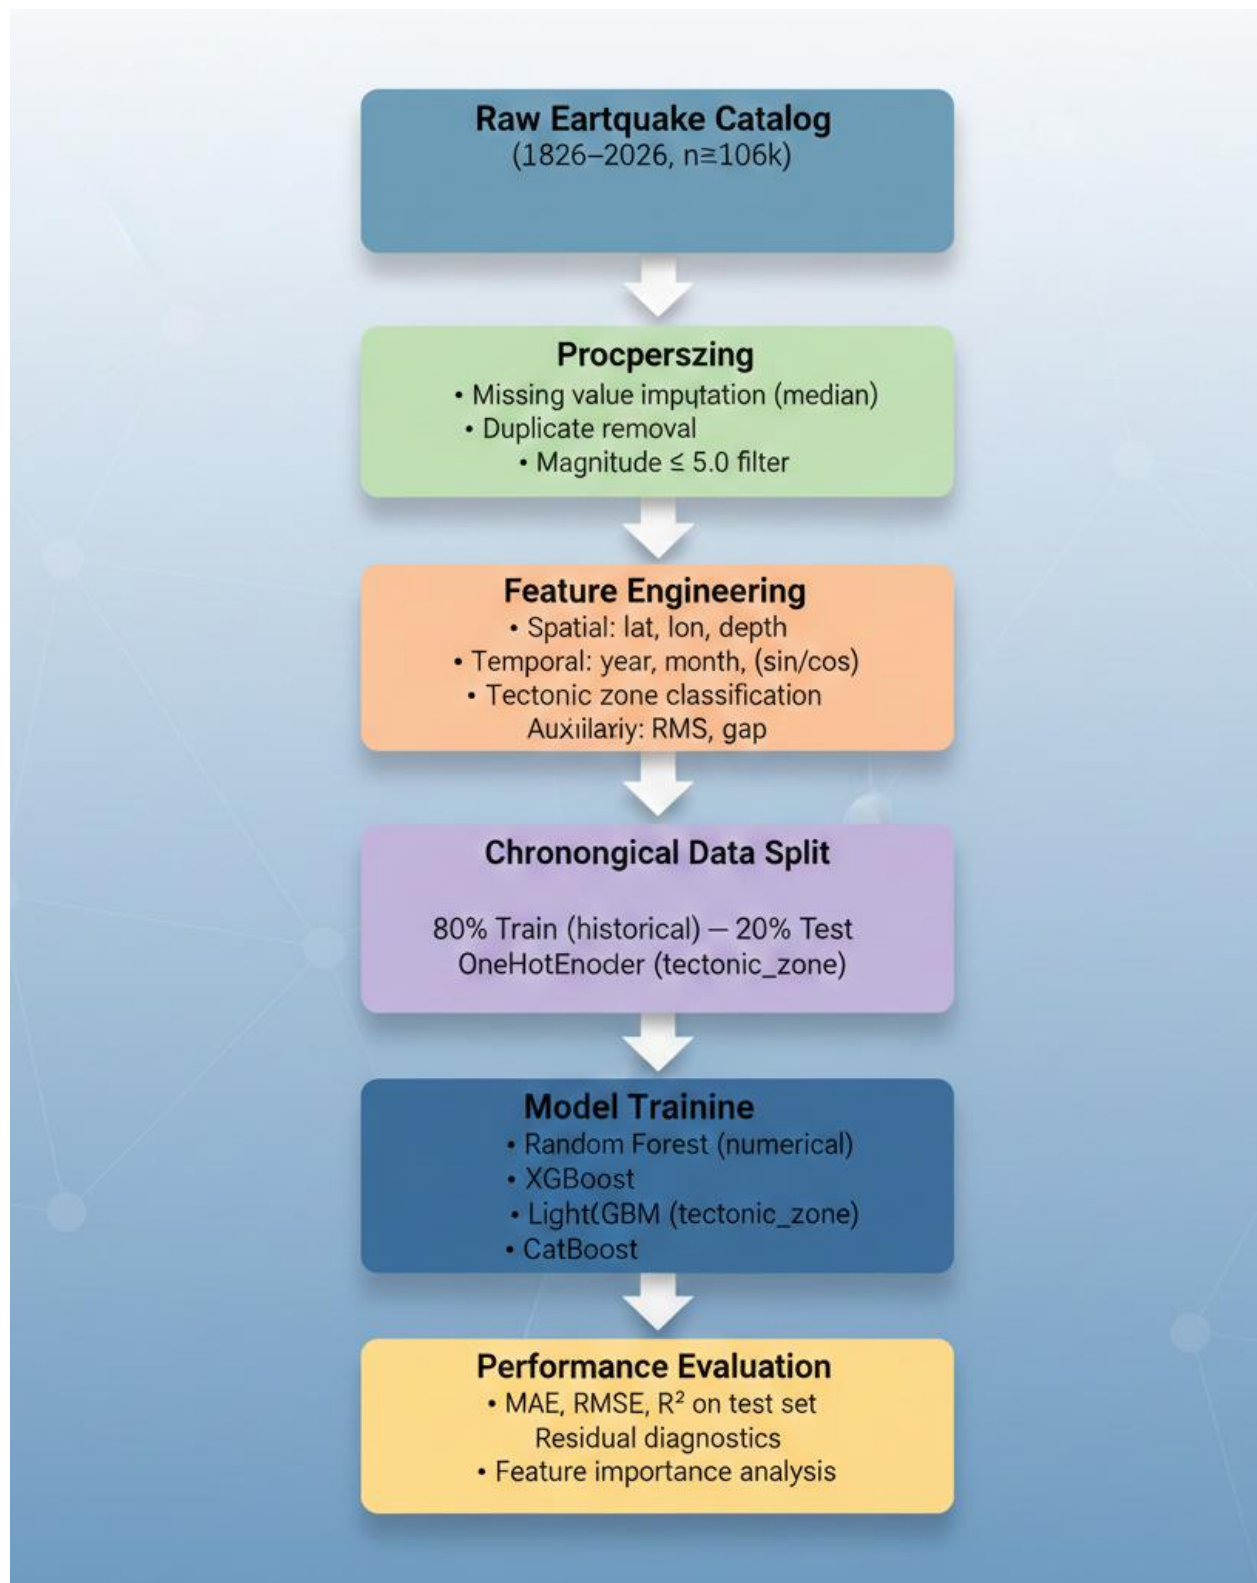 Raw Eartquake Catalog
(1826–2026, n≧106k)
Procperszing
• Missing value impųtation (median)
• Duplicate removal
• Magnitude ≤ 5.0 filter
Feature Engineering
• Spatial: lat, lon, depth
• Temporal: year, month, (sin/cos)
• Tectonic zone classification
Auxiilariy: RMS, gap
Chronongical Data Split
80% Train (historical) – 20% Test
OneHotEnoder (tectonic_zone)
Model Trainine
• Random Forest (numerical)
• XGBoost
• Light(GBM (tectonic_zone)
• CatBoost
Performance Evaluation
• MAE, RMSE, R² on test set
Residual diagnostics
• Feature importance analysis